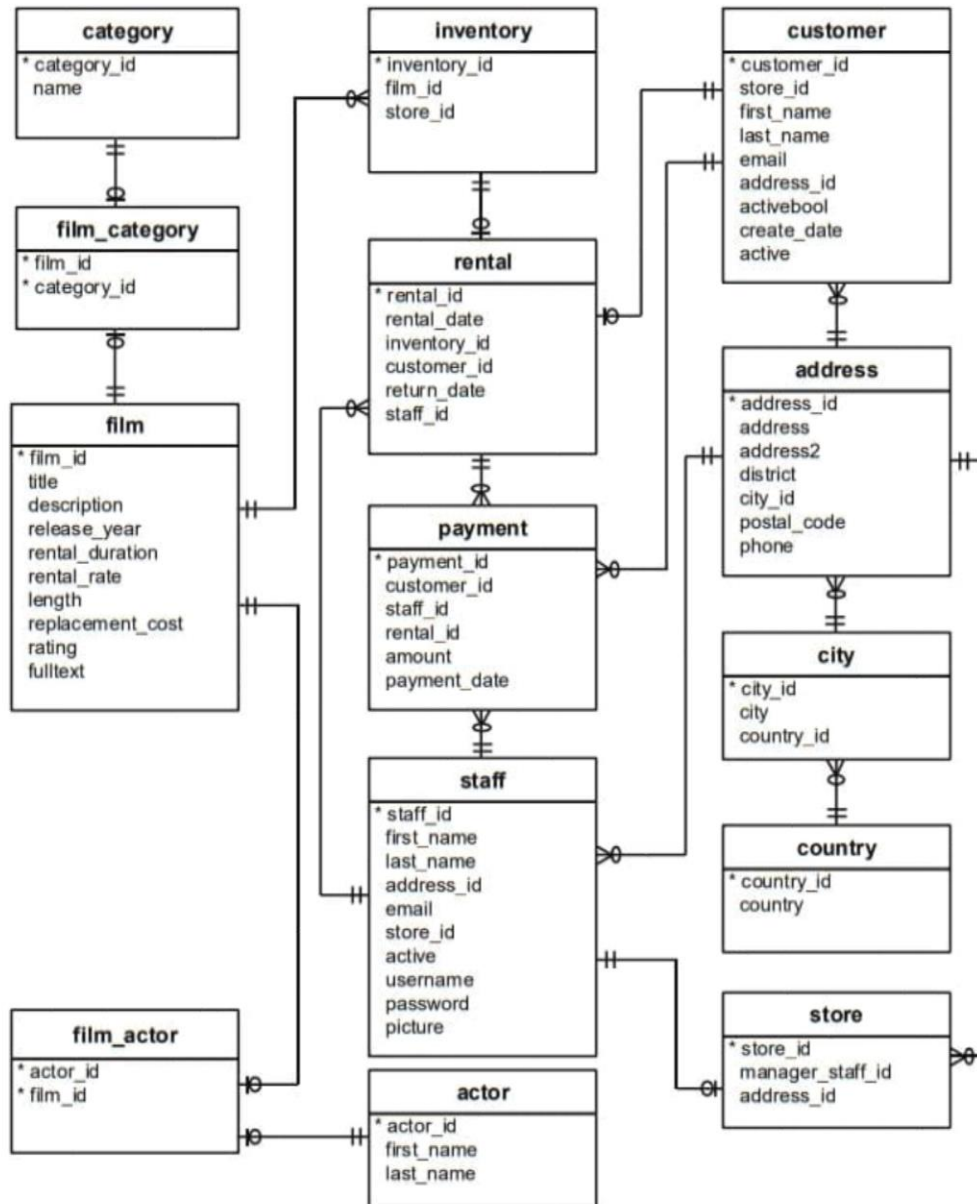 category
* category_id
name
film_category
* film_id
* category_id
film
* film_id
title
description
release_year
rental_duration
rental_rate
length
replacement_cost
rating
fulltext
film_actor
* actor_id
* film_id
inventory
* inventory_id
film_id
store_id
rental
* rental_id
rental_date
inventory_id
customer_id
return_date
staff_id
payment
* payment_id
customer_id
staff_id
rental_id
amount
payment_date
staff
* staff_id
first_name
last_name
address_id
email
store_id
active
username
password
picture
actor
* actor_id
first_name
last_name
customer
* customer_id
store_id
first_name
last_name
email
address_id
activebool
create_date
active
address
* address_id
address
address2
district
city_id
postal_code
phone
city
* city_id
city
country_id
country
* country_id
country
store
* store_id
manager_staff_id
address_id